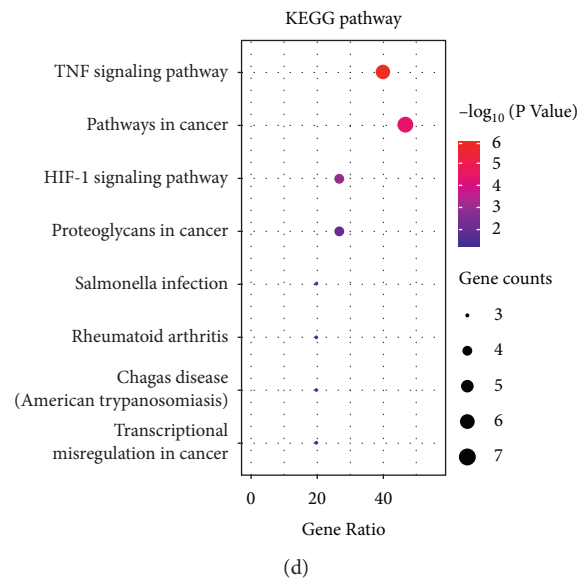 KEGG pathway
TNF signaling pathway
Pathways in cancer
HIF-1 signaling pathway
Proteoglycans in cancer
Salmonella infection
Rheumatoid arthritis
Chagas disease
(American trypanosomiasis)
Transcriptional
misregulation in cancer
0 20 40
Gene Ratio
–log₁₀ (P Value)
6
5
4
3
2
Gene counts
3
4
5
6
7
(d)